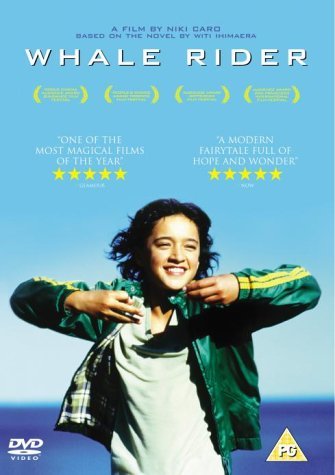 A FILM BY NIKI CARO
BASED ON THE NOVEL BY WITI IHIMAERA
WHALE RIDER
"ONE OF THE
MOST MAGICAL FILMS
OF THE YEAR"
GLAMOUR
"A MODERN
FAIRYTALE FULL OF
HOPE AND WONDER"
NOW
DVD
VIDEO
PG